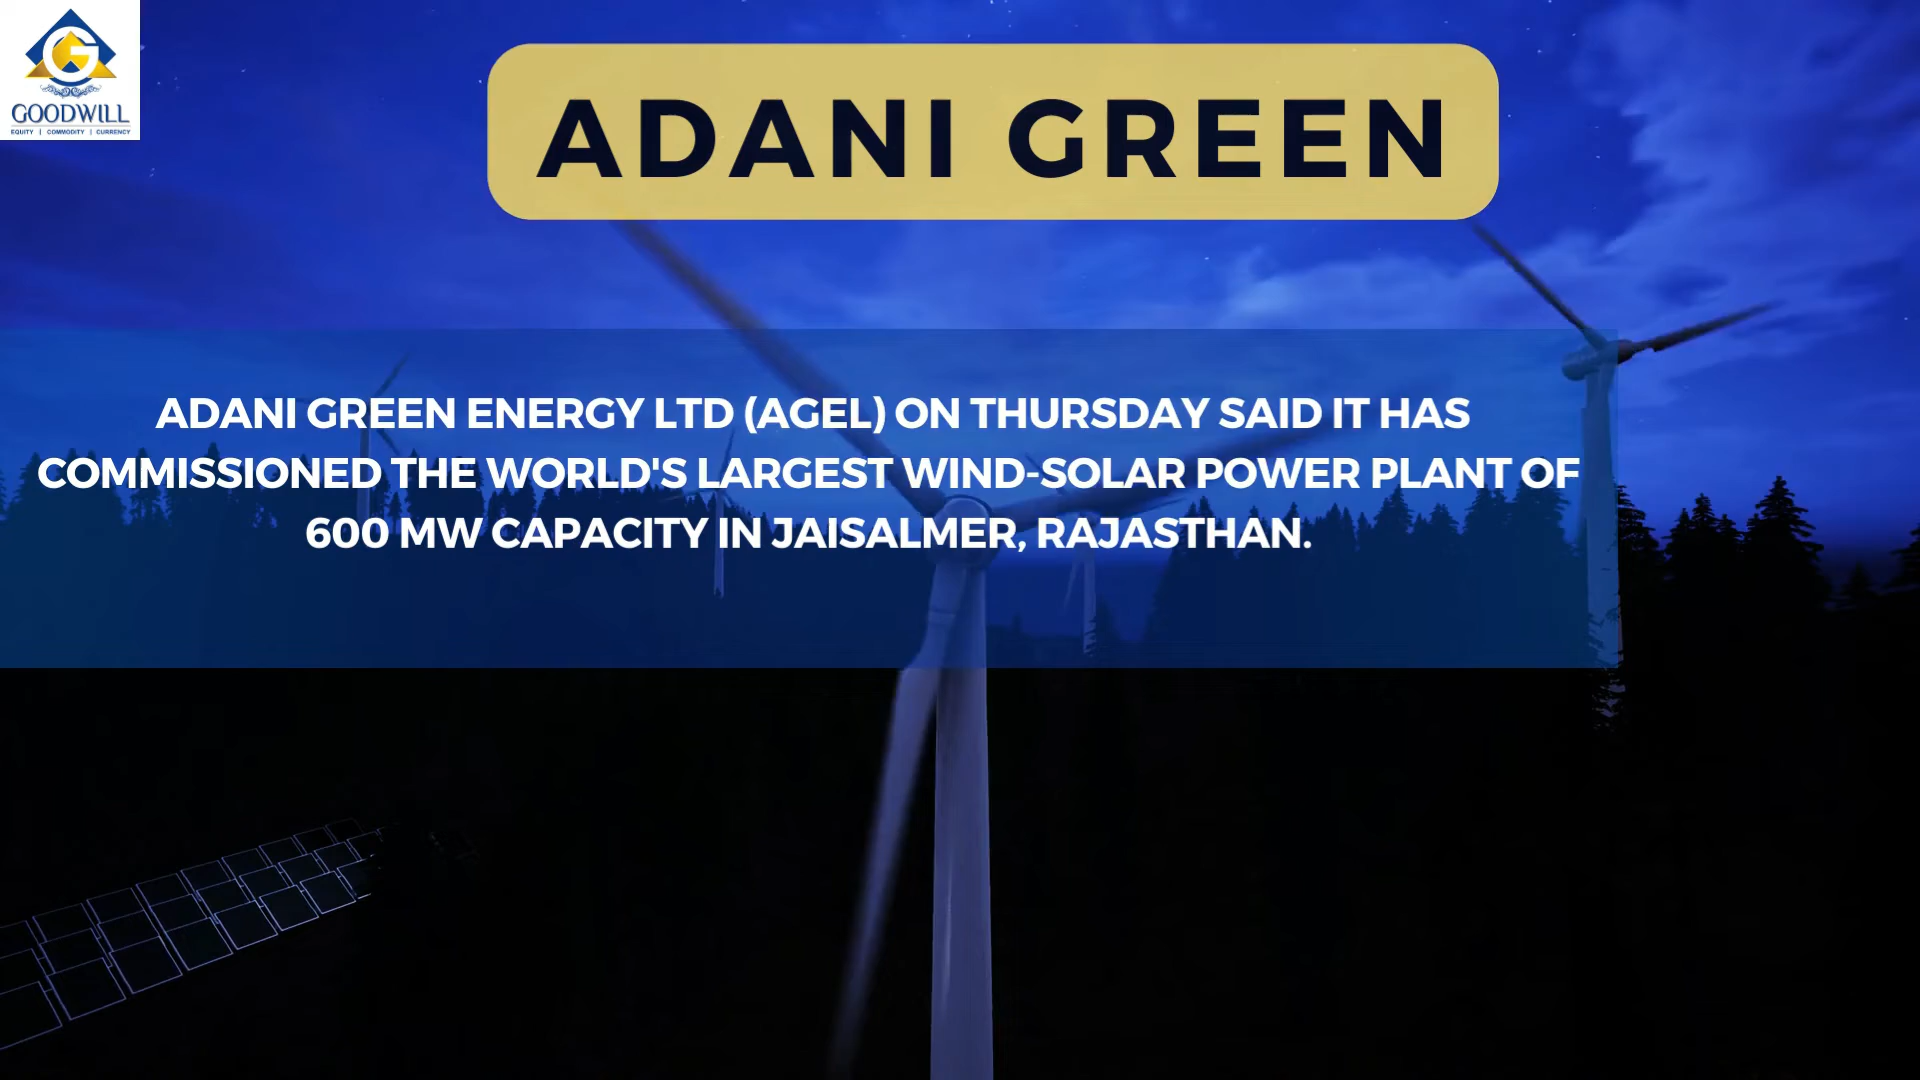 GOODWILL
EQUITY | COMMODITY | CURRENCY
ADANI GREEN
ADANI GREEN ENERGY LTD (AGEL) ON THURSDAY SAID IT HAS
COMMISSIONED THE WORLD'S LARGEST WIND-SOLAR POWER PLANT OF
600 MW CAPACITY IN JAISALMER, RAJASTHAN.